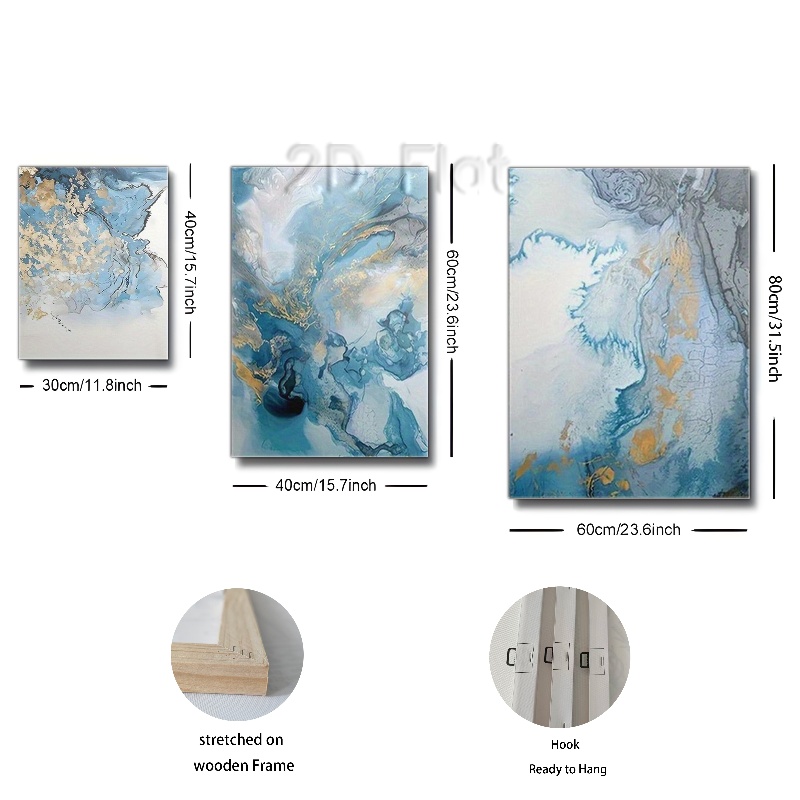 2D Flat
40cm/15.7inch
30cm/11.8inch
60cm/23.6inch
40cm/15.7inch
80cm/31.5inch
60cm/23.6inch
stretched on
wooden Frame
Hook
Ready to Hang